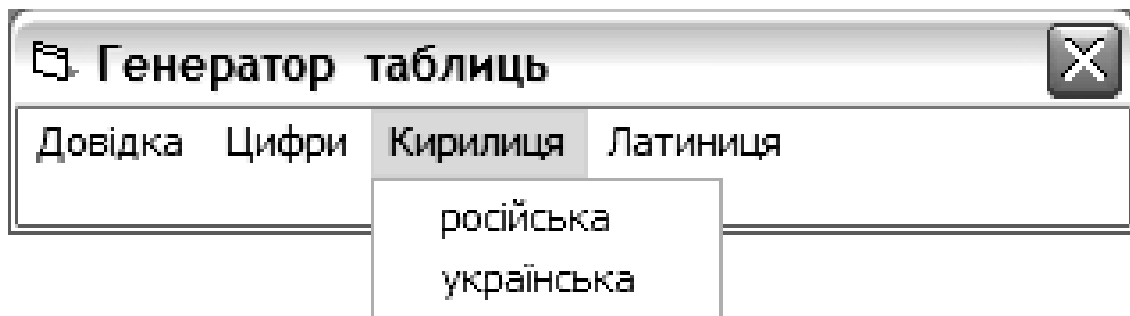 Генератор таблиць
Довідка Цифри Кирилиця Латиниця
російська
українська